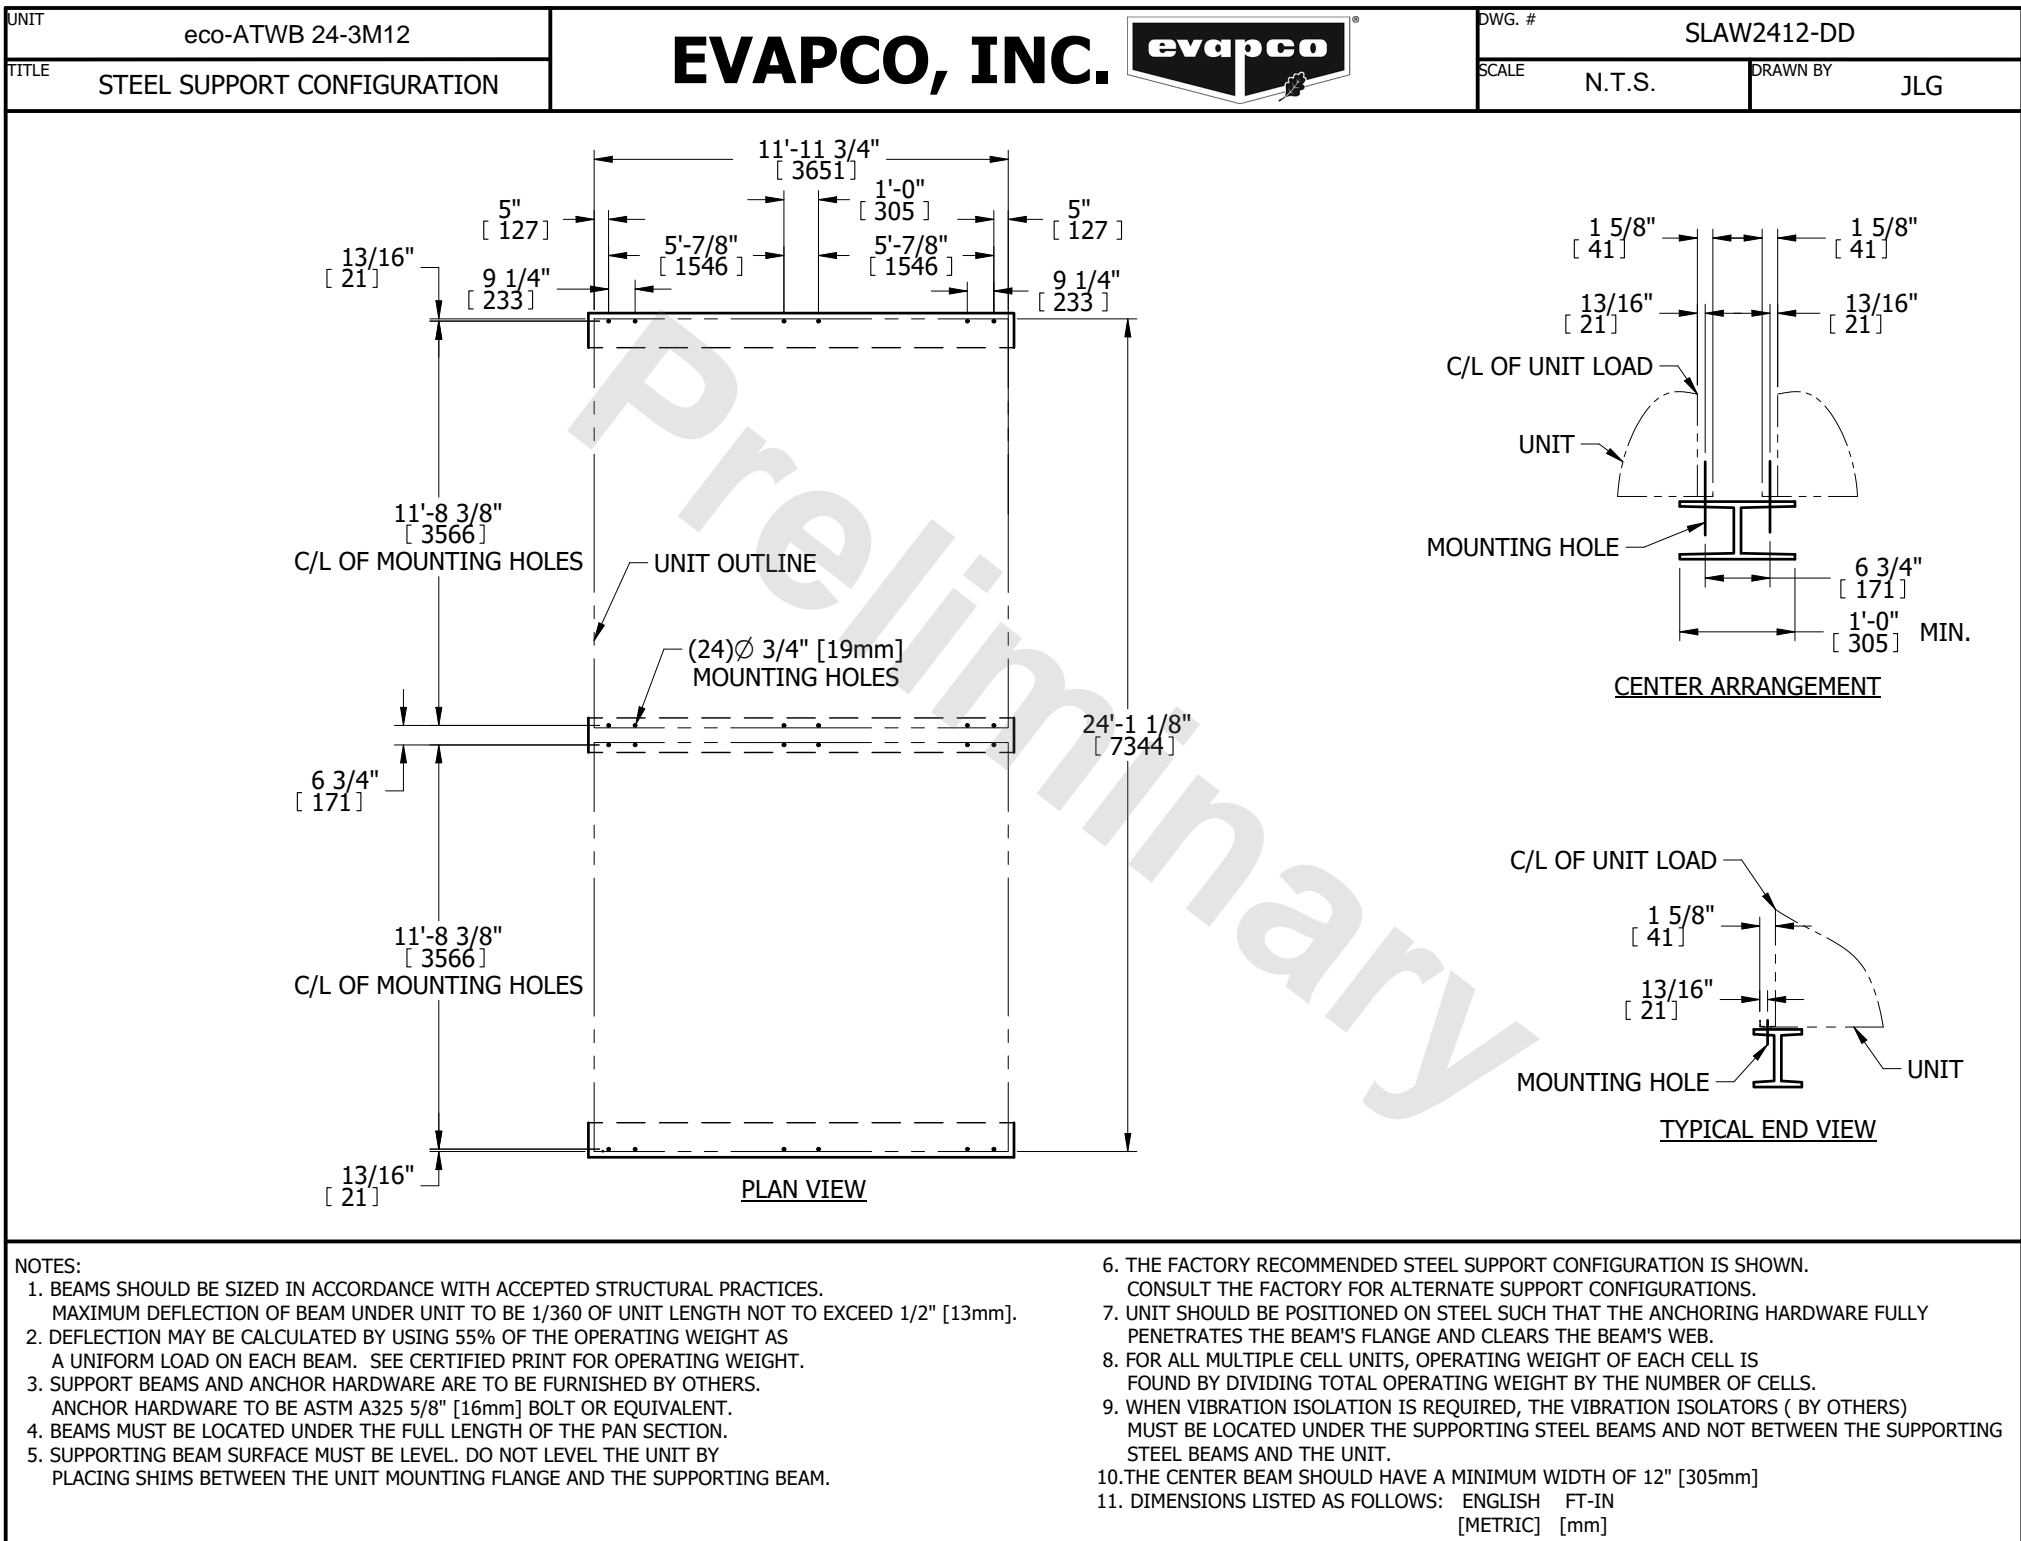 UNIT
eco-ATWB 24-3M12
TITLE
STEEL SUPPORT CONFIGURATION
EVAPCO, INC.
evapco
®
DWG. #
SLAW2412-DD
SCALE
N.T.S.
DRAWN BY
JLG
11'-11 3/4"
[ 3651 ]
1'-0"
[ 305 ]
5"
[ 127 ]
5"
[ 127 ]
5'-7/8"
[ 1546 ]
5'-7/8"
[ 1546 ]
13/16"
[ 21 ]
9 1/4"
[ 233 ]
9 1/4"
[ 233 ]
11'-8 3/8"
[ 3566 ]
C/L OF MOUNTING HOLES
UNIT OUTLINE
(24)Ø 3/4" [19mm]
MOUNTING HOLES
24'-1 1/8"
[ 7344 ]
6 3/4"
[ 171 ]
11'-8 3/8"
[ 3566 ]
C/L OF MOUNTING HOLES
13/16"
[ 21 ]
PLAN VIEW
Preliminary
1 5/8"
[ 41 ]
1 5/8"
[ 41 ]
13/16"
[ 21 ]
13/16"
[ 21 ]
C/L OF UNIT LOAD
UNIT
MOUNTING HOLE
6 3/4"
[ 171 ]
1'-0"
[ 305 ] MIN.
CENTER ARRANGEMENT
C/L OF UNIT LOAD
1 5/8"
[ 41 ]
13/16"
[ 21 ]
MOUNTING HOLE
UNIT
TYPICAL END VIEW
NOTES:
1. BEAMS SHOULD BE SIZED IN ACCORDANCE WITH ACCEPTED STRUCTURAL PRACTICES.
MAXIMUM DEFLECTION OF BEAM UNDER UNIT TO BE 1/360 OF UNIT LENGTH NOT TO EXCEED 1/2" [13mm].
2. DEFLECTION MAY BE CALCULATED BY USING 55% OF THE OPERATING WEIGHT AS
A UNIFORM LOAD ON EACH BEAM. SEE CERTIFIED PRINT FOR OPERATING WEIGHT.
3. SUPPORT BEAMS AND ANCHOR HARDWARE ARE TO BE FURNISHED BY OTHERS.
ANCHOR HARDWARE TO BE ASTM A325 5/8" [16mm] BOLT OR EQUIVALENT.
4. BEAMS MUST BE LOCATED UNDER THE FULL LENGTH OF THE PAN SECTION.
5. SUPPORTING BEAM SURFACE MUST BE LEVEL. DO NOT LEVEL THE UNIT BY
PLACING SHIMS BETWEEN THE UNIT MOUNTING FLANGE AND THE SUPPORTING BEAM.
6. THE FACTORY RECOMMENDED STEEL SUPPORT CONFIGURATION IS SHOWN.
CONSULT THE FACTORY FOR ALTERNATE SUPPORT CONFIGURATIONS.
7. UNIT SHOULD BE POSITIONED ON STEEL SUCH THAT THE ANCHORING HARDWARE FULLY
PENETRATES THE BEAM'S FLANGE AND CLEARS THE BEAM'S WEB.
8. FOR ALL MULTIPLE CELL UNITS, OPERATING WEIGHT OF EACH CELL IS
FOUND BY DIVIDING TOTAL OPERATING WEIGHT BY THE NUMBER OF CELLS.
9. WHEN VIBRATION ISOLATION IS REQUIRED, THE VIBRATION ISOLATORS ( BY OTHERS)
MUST BE LOCATED UNDER THE SUPPORTING STEEL BEAMS AND NOT BETWEEN THE SUPPORTING
STEEL BEAMS AND THE UNIT.
10.THE CENTER BEAM SHOULD HAVE A MINIMUM WIDTH OF 12" [305mm]
11. DIMENSIONS LISTED AS FOLLOWS: ENGLISH FT-IN
[METRIC] [mm]